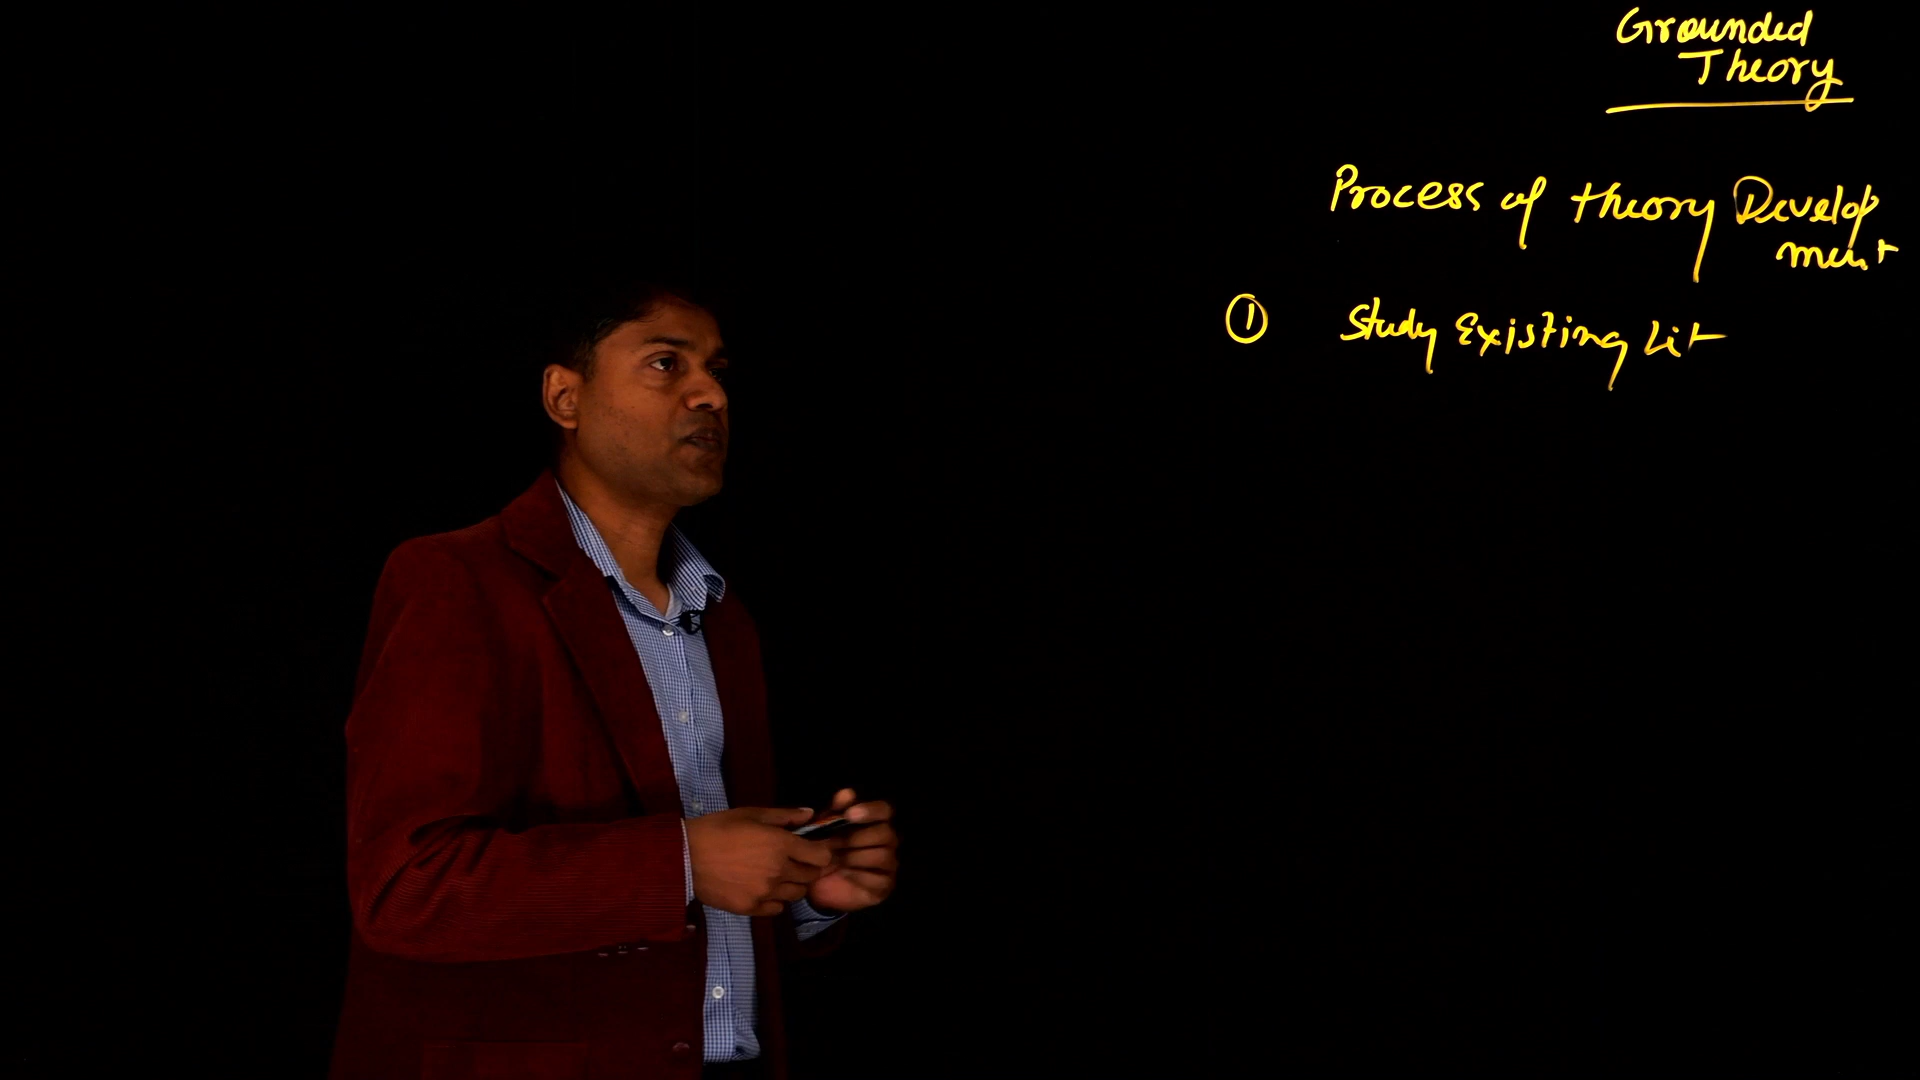 Grounded
Theory
Process of theory Develop
ment
① Study Existing Lit